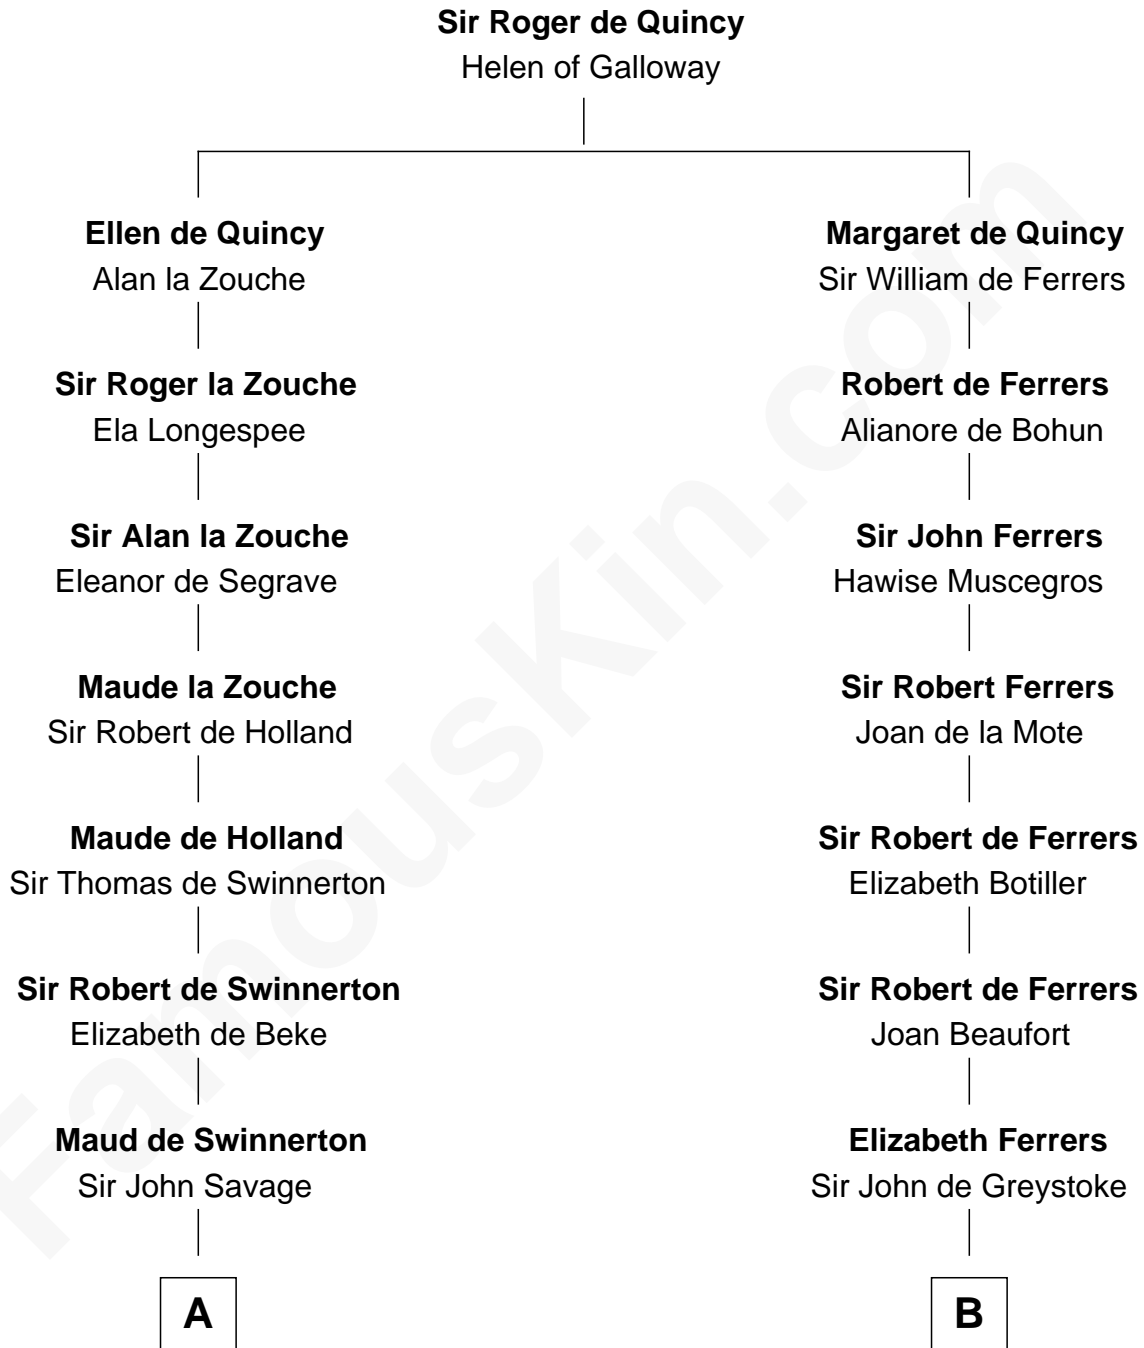 Sir Roger de Quincy
Helen of Galloway
Ellen de Quincy
Alan la Zouche
Margaret de Quincy
Sir William de Ferrers
Sir Roger la Zouche
Ela Longespee
Robert de Ferrers
Alianore de Bohun
Sir Alan la Zouche
Eleanor de Segrave
Sir John Ferrers
Hawise Muscegros
Maude la Zouche
Sir Robert de Holland
Sir Robert Ferrers
Joan de la Mote
Maude de Holland
Sir Thomas de Swinnerton
Sir Robert de Ferrers
Elizabeth Botiller
Sir Robert de Swinnerton
Elizabeth de Beke
Sir Robert de Ferrers
Joan Beaufort
Maud de Swinnerton
Sir John Savage
Elizabeth Ferrers
Sir John de Greystoke
A
B
FamousKin.com